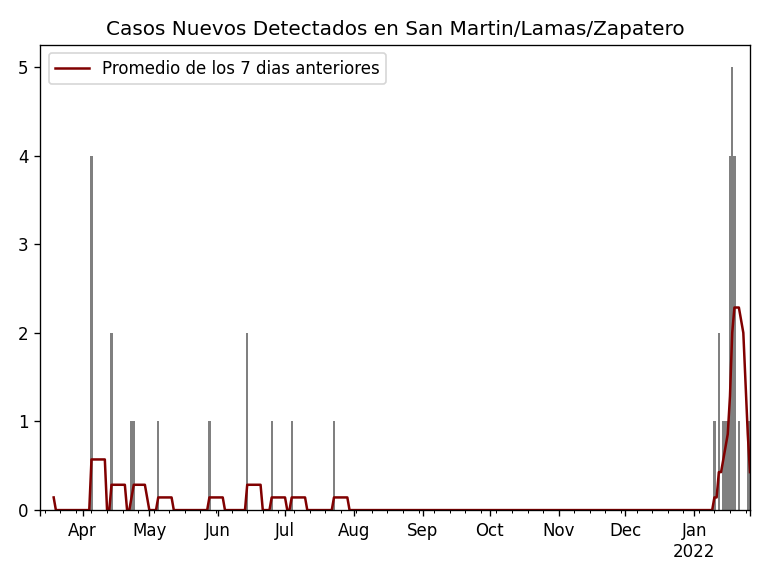 Casos Nuevos Detectados en San Martin/Lamas/Zapatero
Promedio de los 7 dias anteriores
5
4
3
2
1
0
Apr May Jun Jul Aug Sep Oct Nov Dec Jan
2022